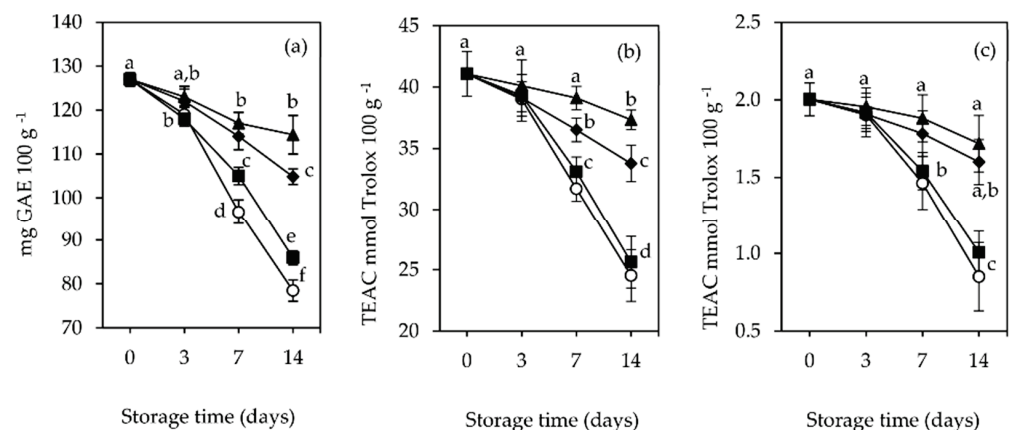 (a)
mg GAE 100 g -1
140
130
120
110
100
90
80
70
a
a,b
b
b
b
c
c
d
e
f
0 3 7 14
Storage time (days)
(b)
TEAC mmol Trolox 100 g -1
45
40
35
30
25
20
a
a
a
b
b
c
c
d
0 3 7 14
Storage time (days)
(c)
TEAC mmol Trolox 100 g -1
2.5
2.0
1.5
1.0
0.5
a
a
a
a
b
a,b
c
0 3 7 14
Storage time (days)